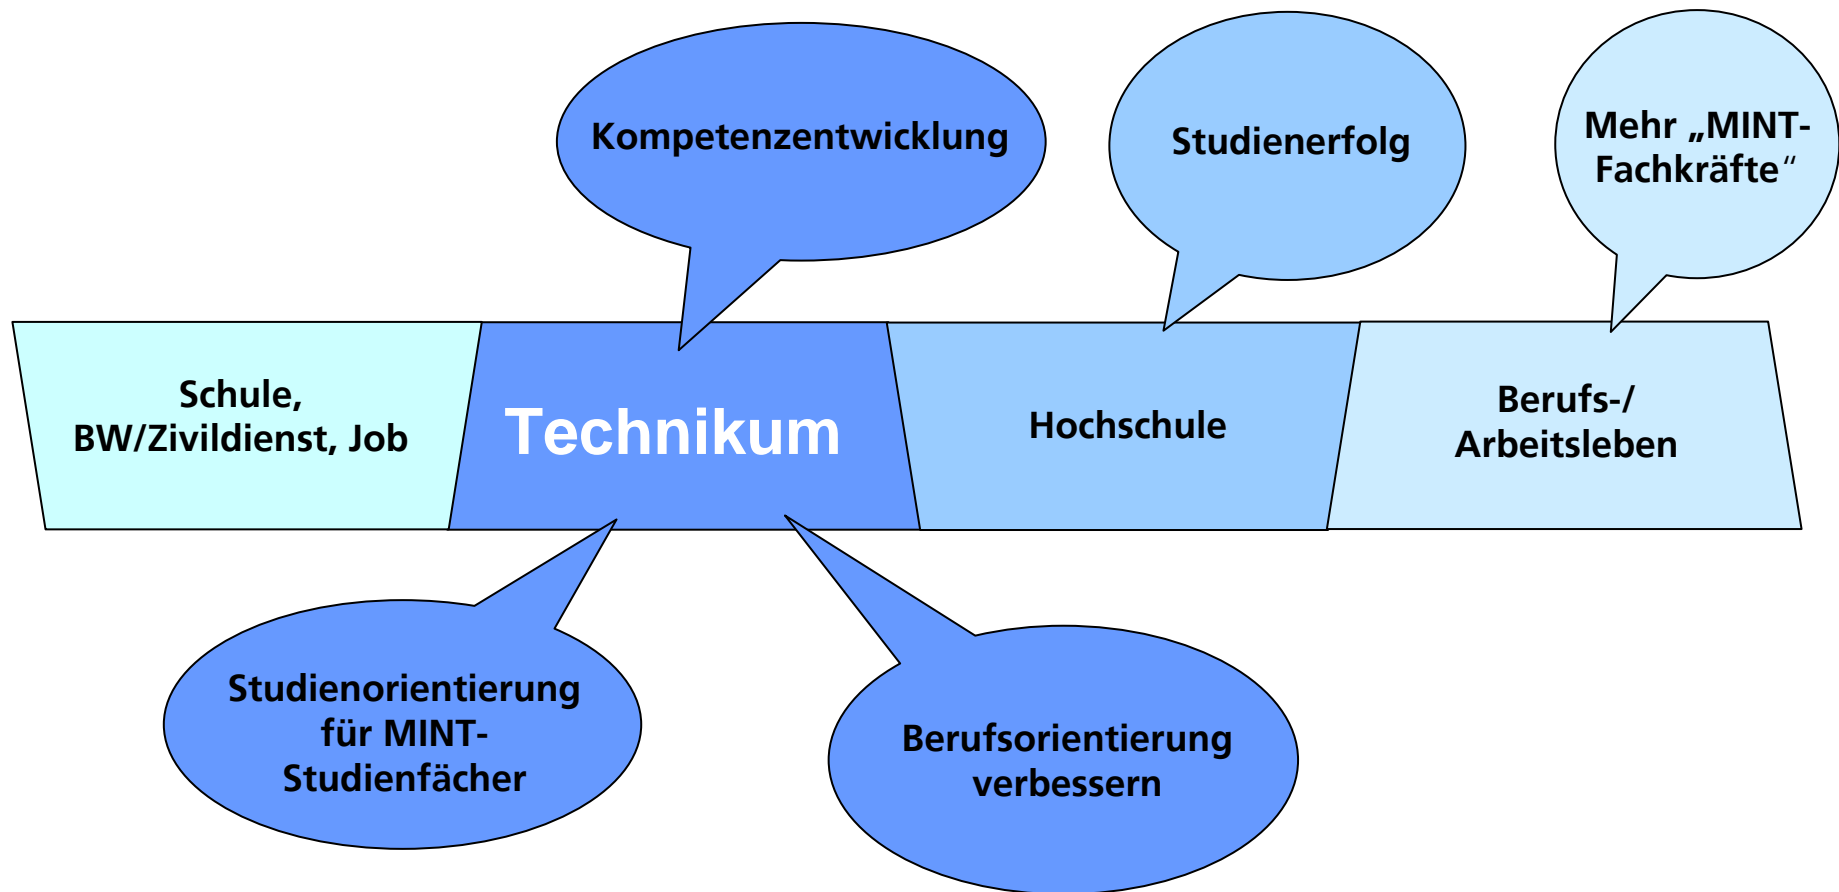 Kompetenzentwicklung
Studienerfolg
Mehr „MINT-
Fachkräfte“
Schule,
BW/Zivildienst, Job
Technikum
Hochschule
Berufs-/
Arbeitsleben
Studienorientierung
für MINT-
Studienfächer
Berufsorientierung
verbessern